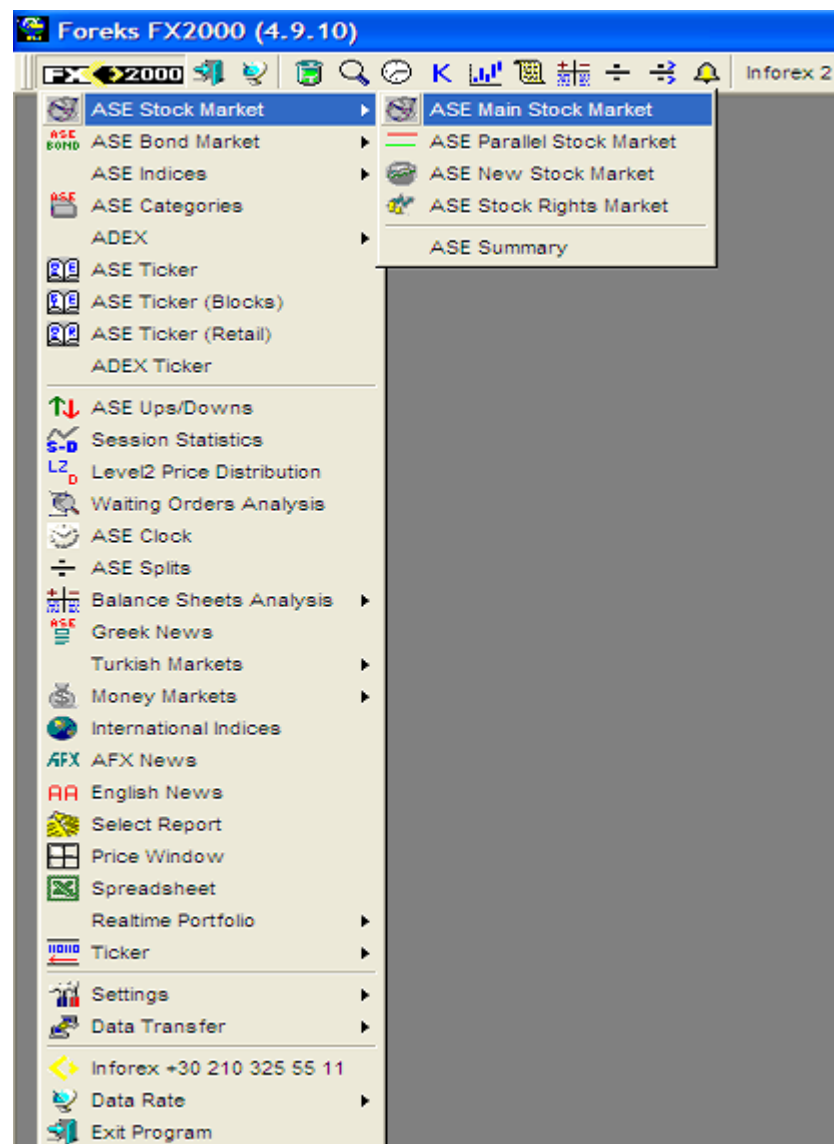 Foreks FX2000 (4.9.10)
FX 2000
K
Inforex 2
ASE Stock Market
ASE Main Stock Market
ASE BOND
ASE Bond Market
ASE Parallel Stock Market
ASE Indices
ASE New Stock Market
ASE
ASE Categories
ASE Stock Rights Market
ADEX
ASE Summary
ASE Ticker
ASE Ticker (Blocks)
ASE Ticker (Retail)
ADEX Ticker
ASE Ups/Downs
S-D
Session Statistics
L2 D
Level2 Price Distribution
Waiting Orders Analysis
ASE Clock
ASE Splits
Balance Sheets Analysis
ASE
Greek News
Turkish Markets
Money Markets
International Indices
AFX
AFX News
AA
English News
Select Report
Price Window
Spreadsheet
Realtime Portfolio
Ticker
Settings
Data Transfer
Inforex +30 210 325 55 11
Data Rate
Exit Program